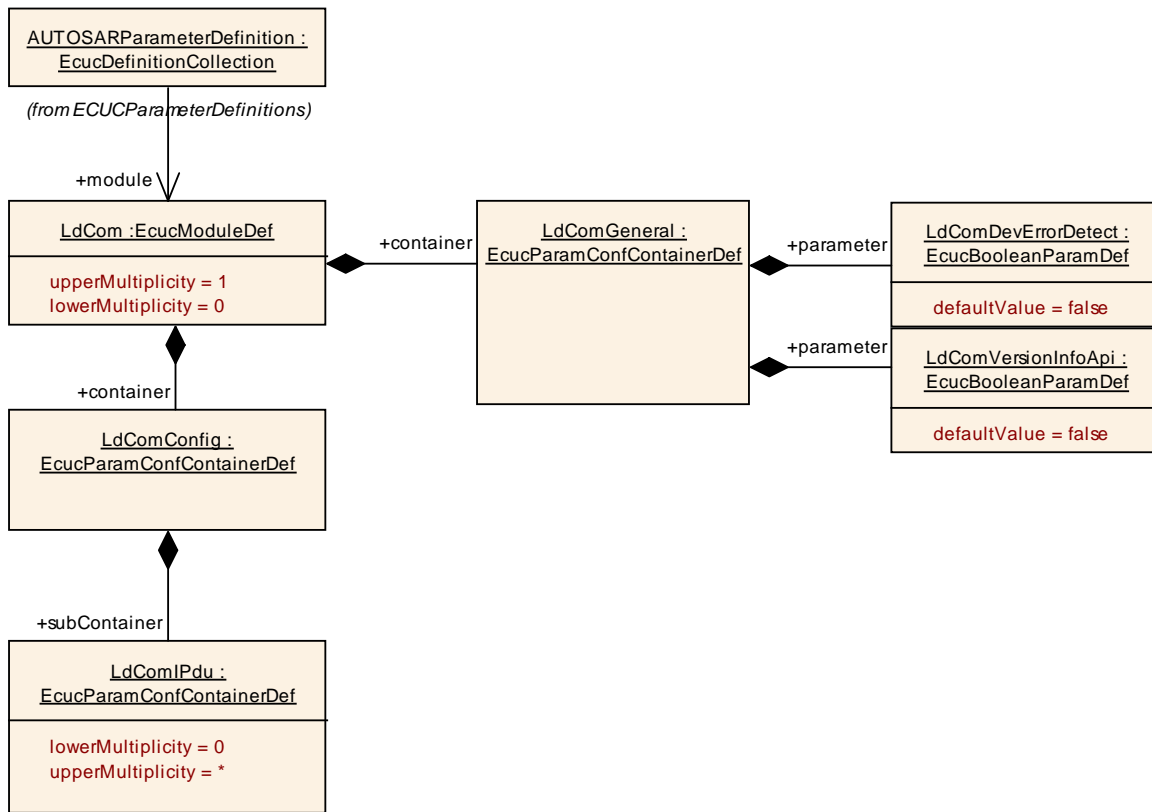 AUTOSARParameterDefinition :
EcucDefinitionCollection
(from ECUCParameterDefinitions)
+module
LdCom :EcucModuleDef
upperMultiplicity = 1
lowerMultiplicity = 0
+container
LdComGeneral :
EcucParamConfContainerDef
+parameter
LdComDevErrorDetect :
EcucBooleanParamDef
defaultValue = false
+parameter
LdComVersionInfoApi :
EcucBooleanParamDef
defaultValue = false
+container
LdComConfig :
EcucParamConfContainerDef
+subContainer
LdComIPdu :
EcucParamConfContainerDef
lowerMultiplicity = 0
upperMultiplicity = *